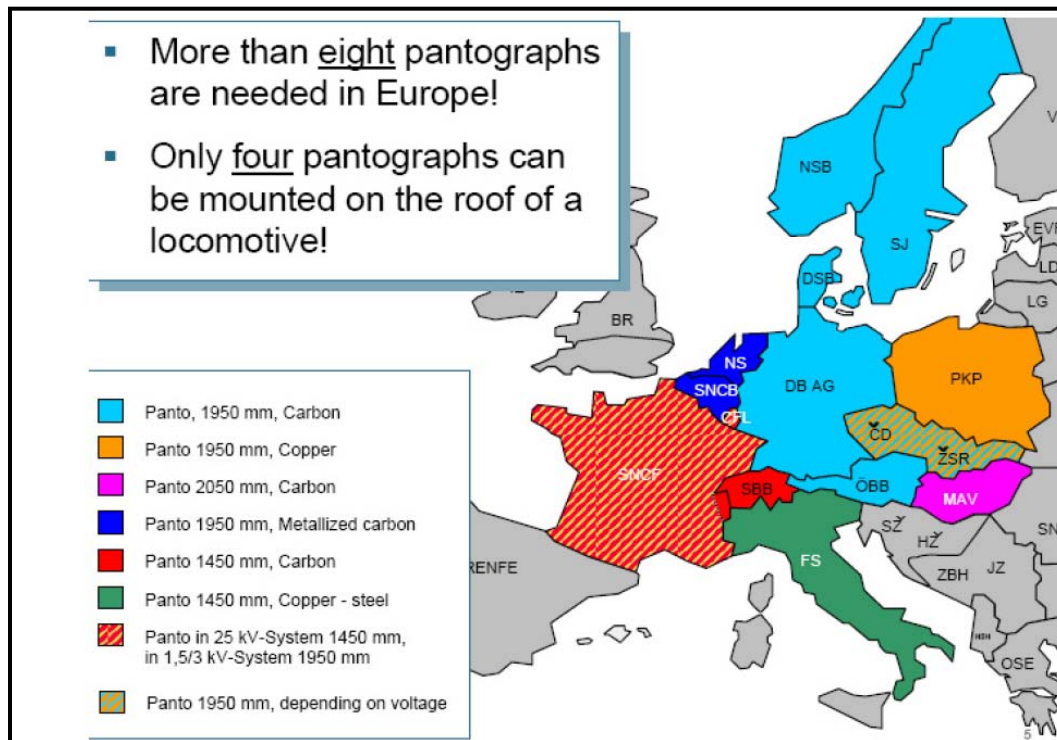 ▪ More than eight pantographs
are needed in Europe!
▪ Only four pantographs can
be mounted on the roof of a
locomotive!
NSB
SJ
DSB
EVR
LD
LG
BR
NS
SNCB
CFL
DB AG
PKP
ČD
ŽSR
SNCF
SBB
ÖBB
MAV
SŽ
HŽ
SN
RENFE
FS
ZBH
JZ
OSE
Panto, 1950 mm, Carbon
Panto 1950 mm, Copper
Panto 2050 mm, Carbon
Panto 1950 mm, Metallized carbon
Panto 1450 mm, Carbon
Panto 1450 mm, Copper - steel
Panto in 25 kV-System 1450 mm,
in 1,5/3 kV-System 1950 mm
Panto 1950 mm, depending on voltage
5